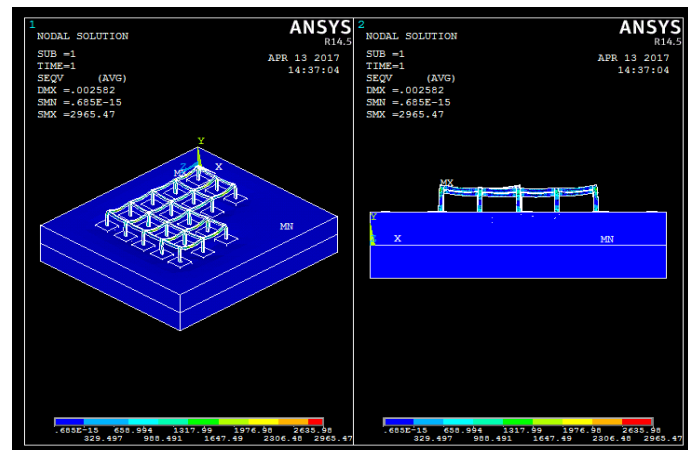 1
ANSYS
R14.5
NODAL SOLUTION
SUB =1
TIME=1
SEQV (AVG)
DMX =.002582
SMN =.685E-15
SMX =2965.47
APR 13 2017
14:37:04
Y
Z
MX
X
MN
.685E-15 658.994 1317.99 1976.98 2635.98
329.497 988.491 1647.49 2306.48 2965.47
2
ANSYS
R14.5
NODAL SOLUTION
SUB =1
TIME=1
SEQV (AVG)
DMX =.002582
SMN =.685E-15
SMX =2965.47
APR 13 2017
14:37:04
MX
Y
X
MN
.685E-15 658.994 1317.99 1976.98 2635.98
329.497 988.491 1647.49 2306.48 2965.47